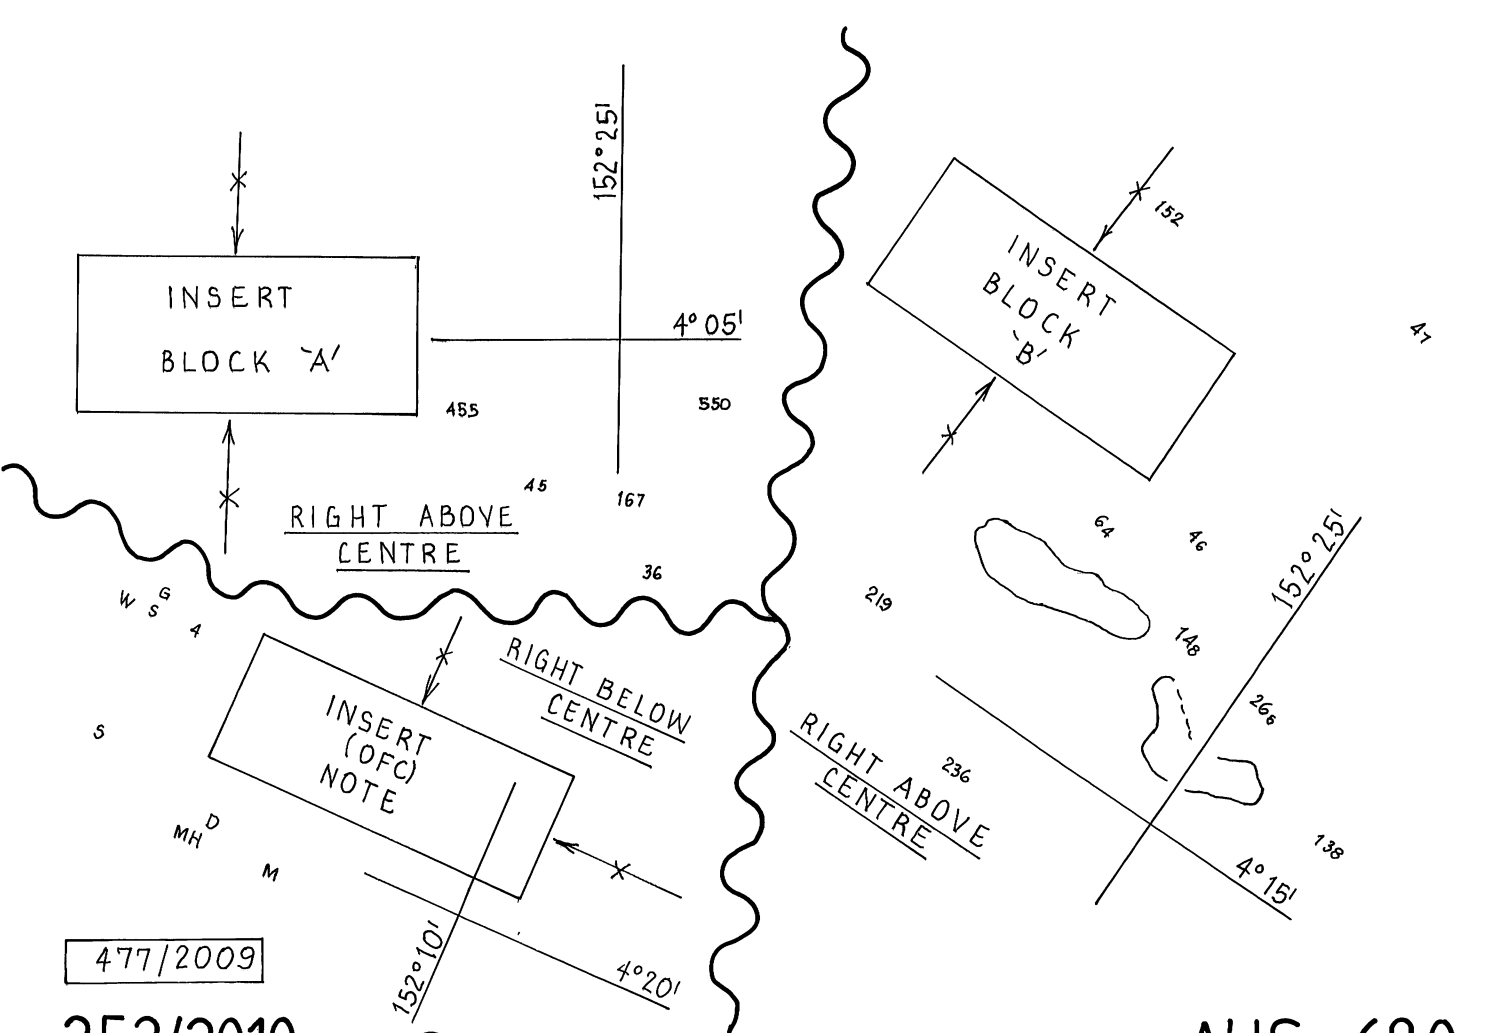 152°25'
INSERT
BLOCK 'A'
4°05'
455
550
45
167
RIGHT ABOVE
CENTRE
36
W
G
S
4
S
RIGHT BELOW
CENTRE
INSERT
(OFC)
NOTE
MH
D
M
152°10'
4°20'
477/2009
152
INSERT
BLOCK
'B'
47
64
46
219
152°25'
148
266
RIGHT ABOVE
CENTRE
236
4°15'
138